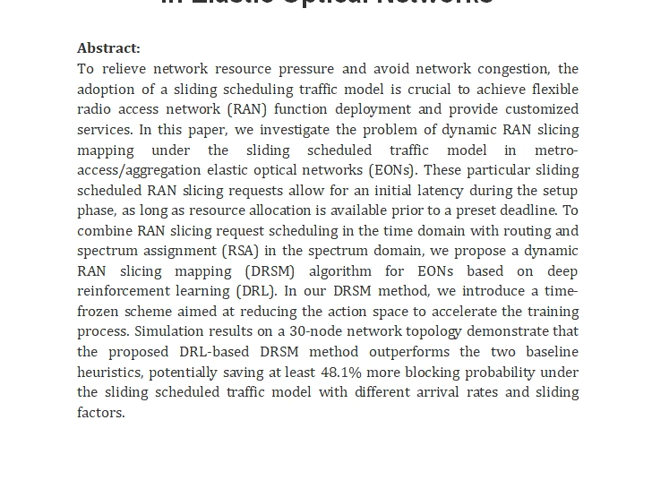 in Elastic Optical Networks
Abstract:
To relieve network resource pressure and avoid network congestion, the
adoption of a sliding scheduling traffic model is crucial to achieve flexible
radio access network (RAN) function deployment and provide customized
services. In this paper, we investigate the problem of dynamic RAN slicing
mapping under the sliding scheduled traffic model in metro-
access/aggregation elastic optical networks (EONs). These particular sliding
scheduled RAN slicing requests allow for an initial latency during the setup
phase, as long as resource allocation is available prior to a preset deadline. To
combine RAN slicing request scheduling in the time domain with routing and
spectrum assignment (RSA) in the spectrum domain, we propose a dynamic
RAN slicing mapping (DRSM) algorithm for EONs based on deep
reinforcement learning (DRL). In our DRSM method, we introduce a time-
frozen scheme aimed at reducing the action space to accelerate the training
process. Simulation results on a 30-node network topology demonstrate that
the proposed DRL-based DRSM method outperforms the two baseline
heuristics, potentially saving at least 48.1% more blocking probability under
the sliding scheduled traffic model with different arrival rates and sliding
factors.